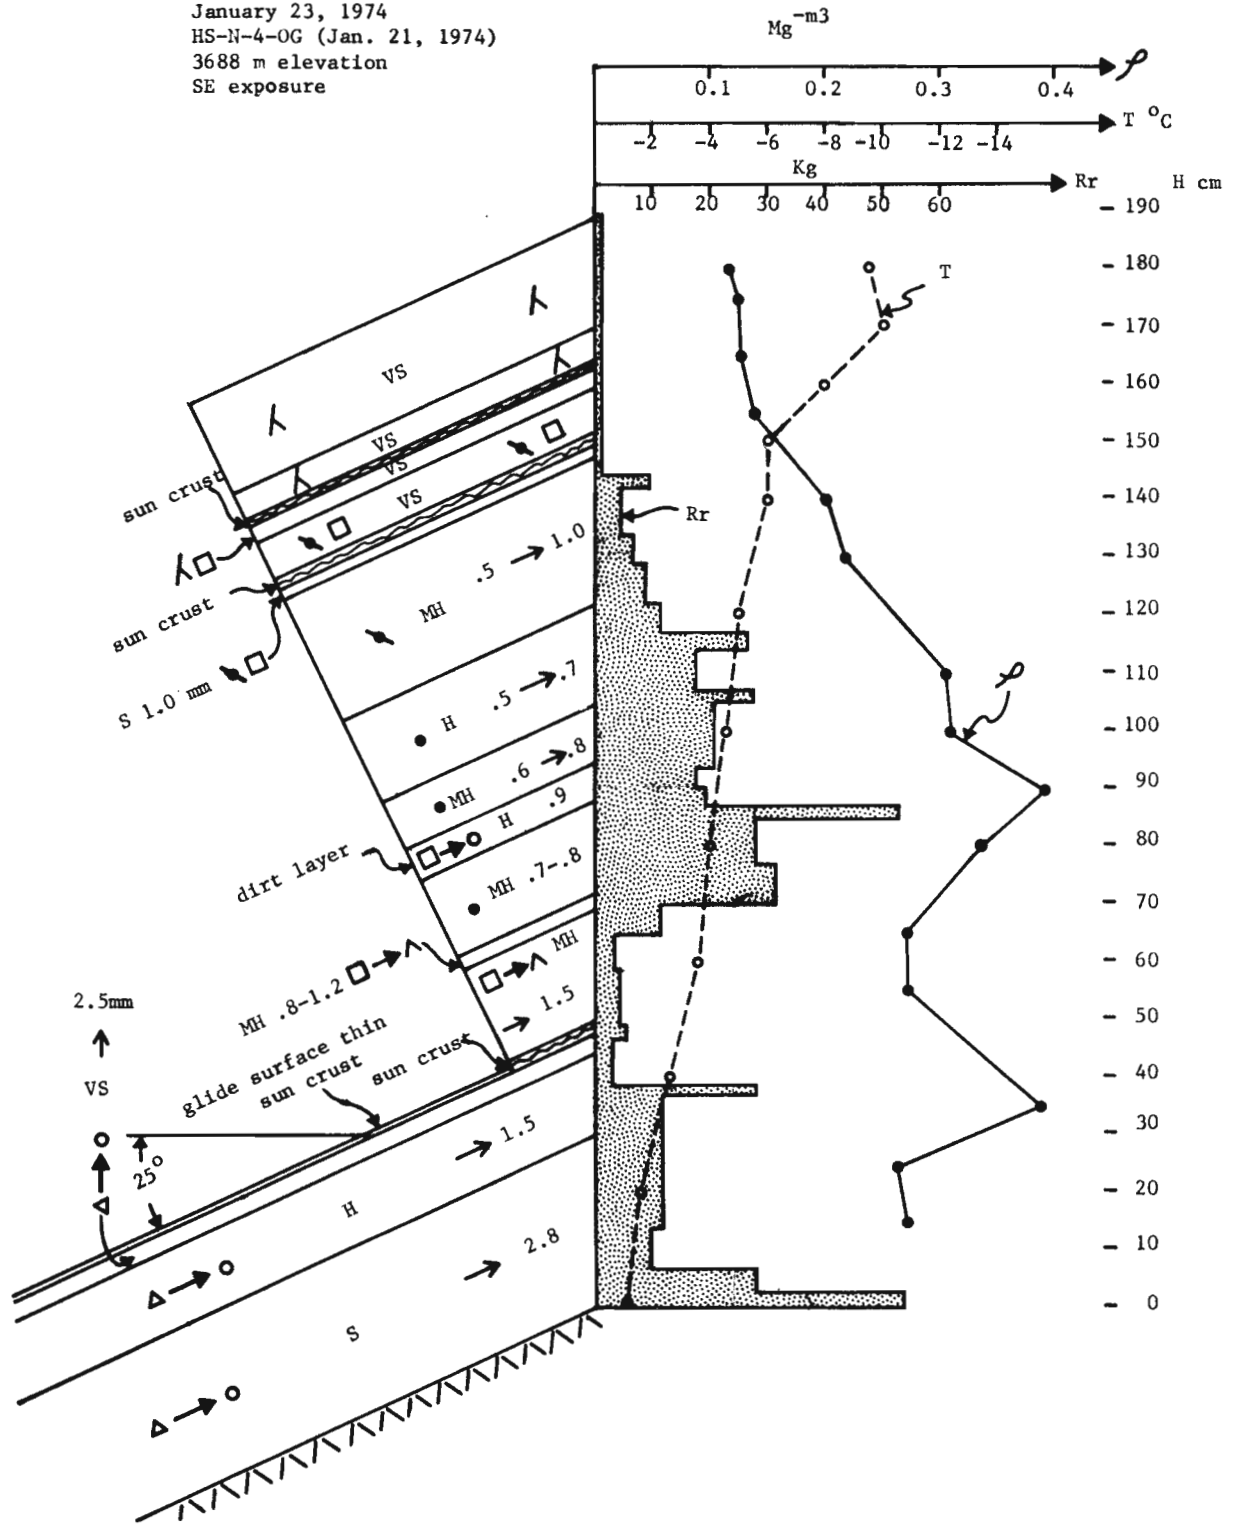 January 23, 1974
HS-N-4-OG (Jan. 21, 1974)
3688 m elevation
SE exposure
Mg⁻ᵐ³
ρ
0.1 0.2 0.3 0.4
T °C
-2 -4 -6 -8 -10 -12 -14
Kg
Rr H cm
10 20 30 40 50 60
190
180
T
170
VS
160
150
VS
VS
sun crust
VS
140
Rr
1.0
.5
130
sun crust
MH
120
S 1.0 mm
.7
.5
H
110
ρ
100
.8
.6
MH
90
.9
H
dirt layer
80
MH .7-.8
70
MH
MH .8-1.2
60
1.5
2.5mm
50
glide surface thin
sun crust
sun crust
VS
40
30
1.5
25°
20
H
2.8
10
0
S